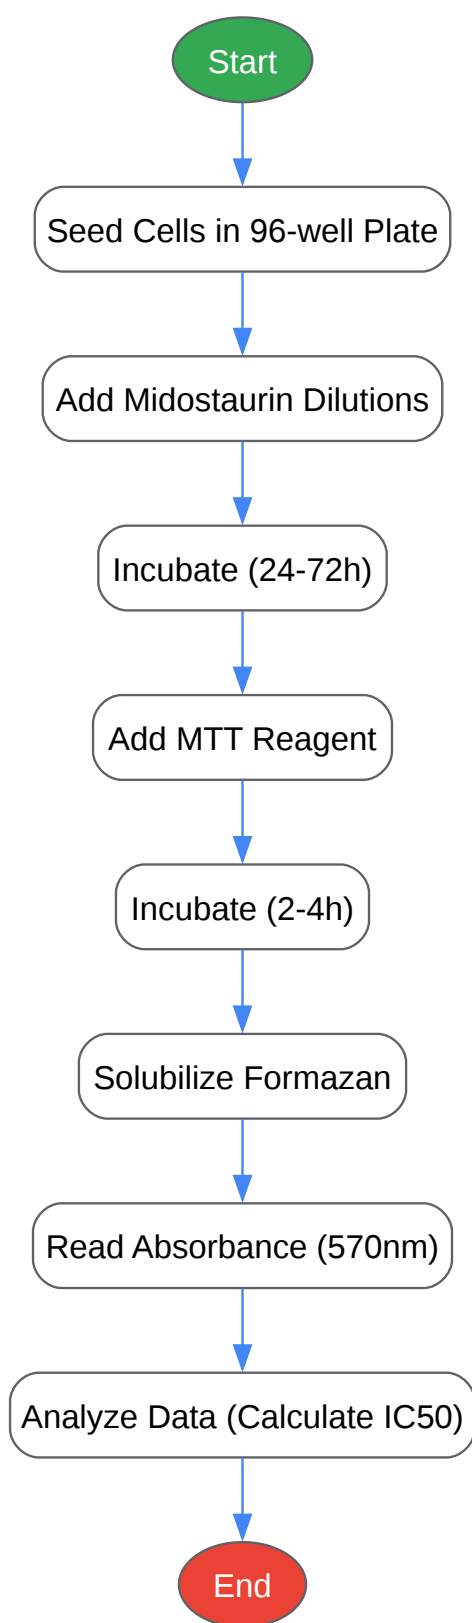 Start
Seed Cells in 96-well Plate
Add Midostaurin Dilutions
Incubate (24-72h)
Add MTT Reagent
Incubate (2-4h)
Solubilize Formazan
Read Absorbance (570nm)
Analyze Data (Calculate IC50)
End